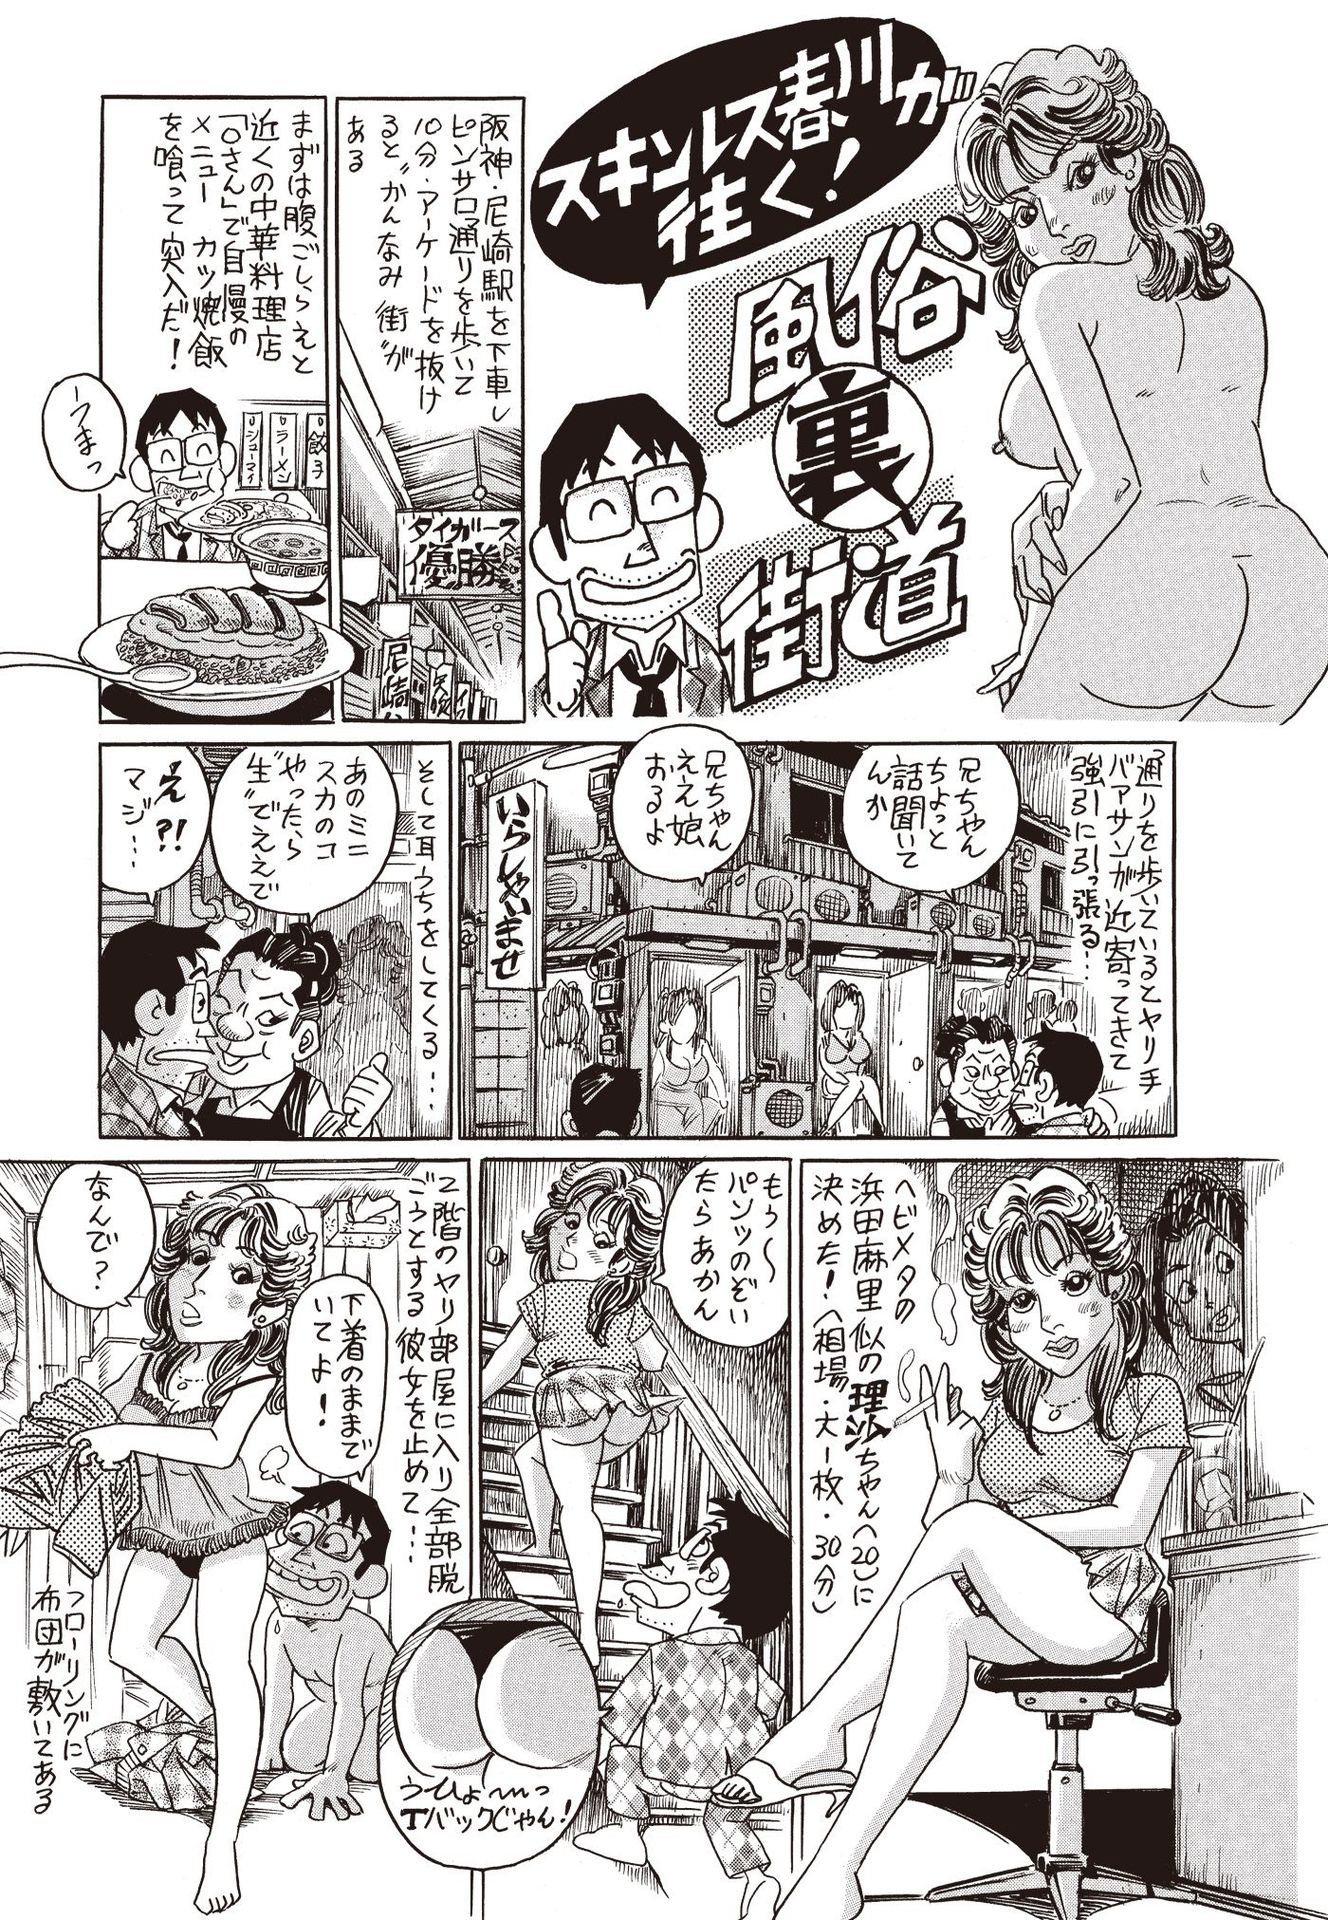 スキンレス春川が
往く！
風俗
裏
街道
阪神・尼崎駅を下車し
ピンサロ通りを歩いて
10分・アーケードを抜け
ると〝かんなみ街〟が
ある
タイガース
優勝
尼崎
まずは腹ごしらえと
近くの中華料理店
「Oさん」で自慢の
メニュー カツ焼飯
を喰って突入だ！
餃子
ラーメン
シューマイ
うまっ
通りを歩いているとヤリ手
バァサンが近寄ってきて
強引に引っ張る…
兄ちゃん
ちょっと
話聞いて
んか
兄ちゃん
ええ娘
おるよ
いらしゃいませ
そして耳うちをしてくる…
あのミニ
スカのコ
やったら
〝生〟でええで
え?!
マジ…
ヘビメタの
浜田麻里似の理沙ちゃん(20)に
決めた！(相場・大一枚・30分)
もぅ〜
パンツのぞい
たらあかん
うひょーっ
Tバックじゃん！
2階のヤリ部屋に入り全部脱
ごうとする彼女を止めて…
下着のままで
いてよ！
なんで？
フローリングに
布団が敷いてある